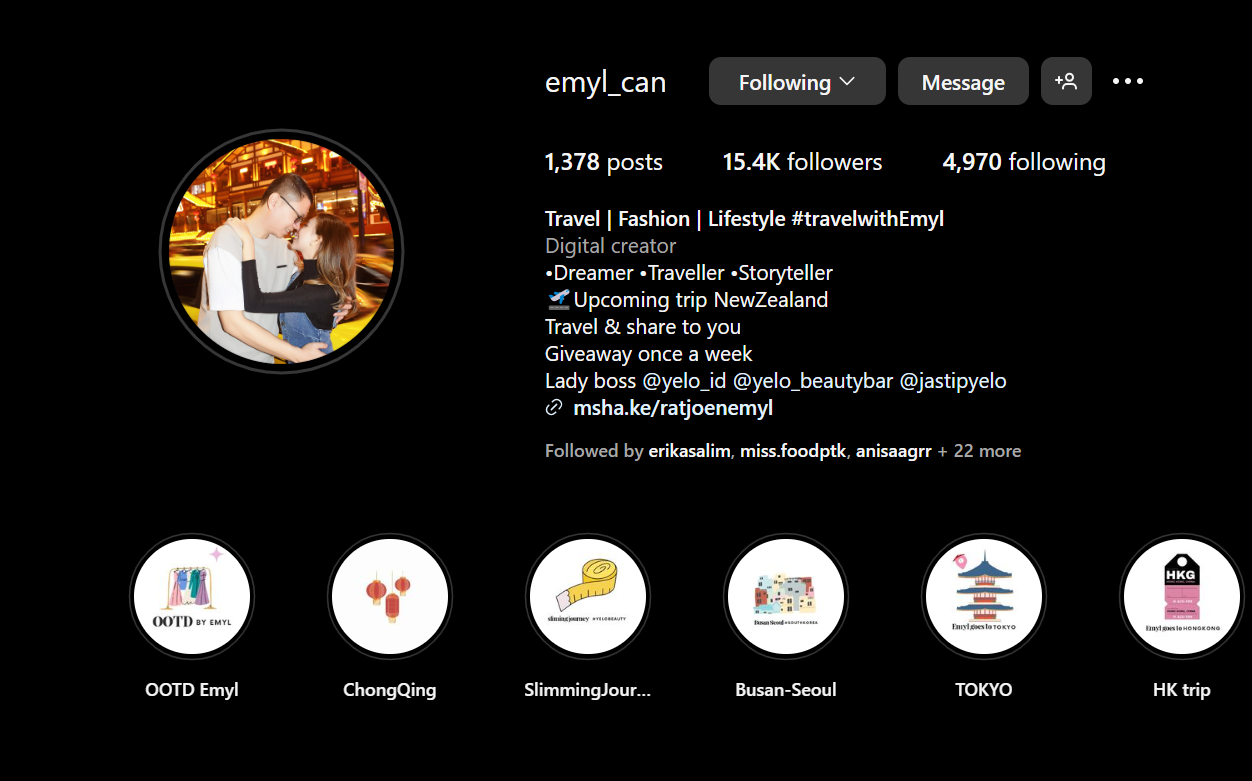 emyl_can Following Message
1,378 posts 15.4K followers 4,970 following
Travel | Fashion | Lifestyle #travelwithEmyl
Digital creator
•Dreamer •Traveller •Storyteller
🛫Upcoming trip NewZealand
Travel & share to you
Giveaway once a week
Lady boss @yelo_id @yelo_beautybar @jastipyelo
msha.ke/ratjoenemyl
Followed by erikasalim, miss.foodptk, anisaagrr + 22 more
OOTD BY EMYL
slimingjourney #YELOBEAUTY
Busan Seoul #SOUTHKOREA
Emyl goes to TOKYO
HKG
Emyl goes to HONGKONG
OOTD Emyl ChongQing SlimmingJour... Busan-Seoul TOKYO HK trip